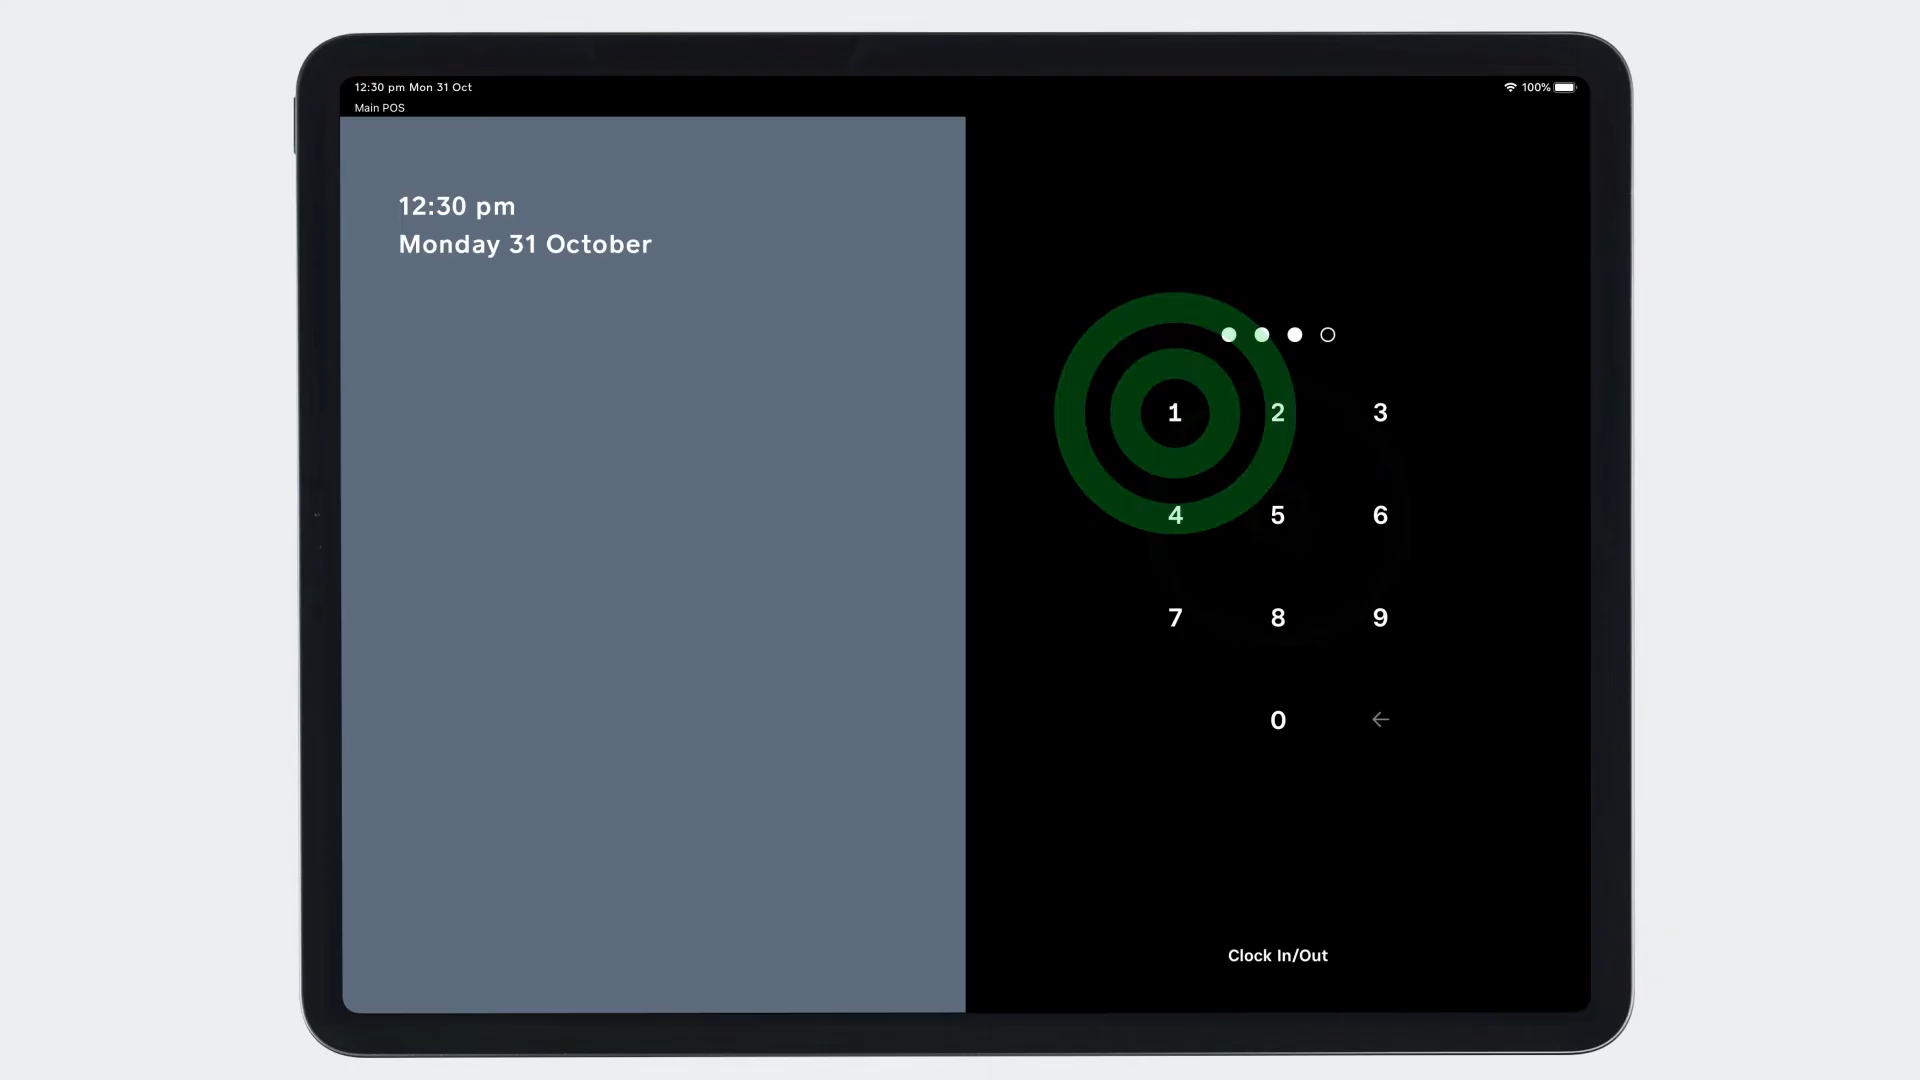 12:30 pm Mon 31 Oct
100%
Main POS
12:30 pm
Monday 31 October
1 2 3
4 5 6
7 8 9
0 ←
Clock In/Out